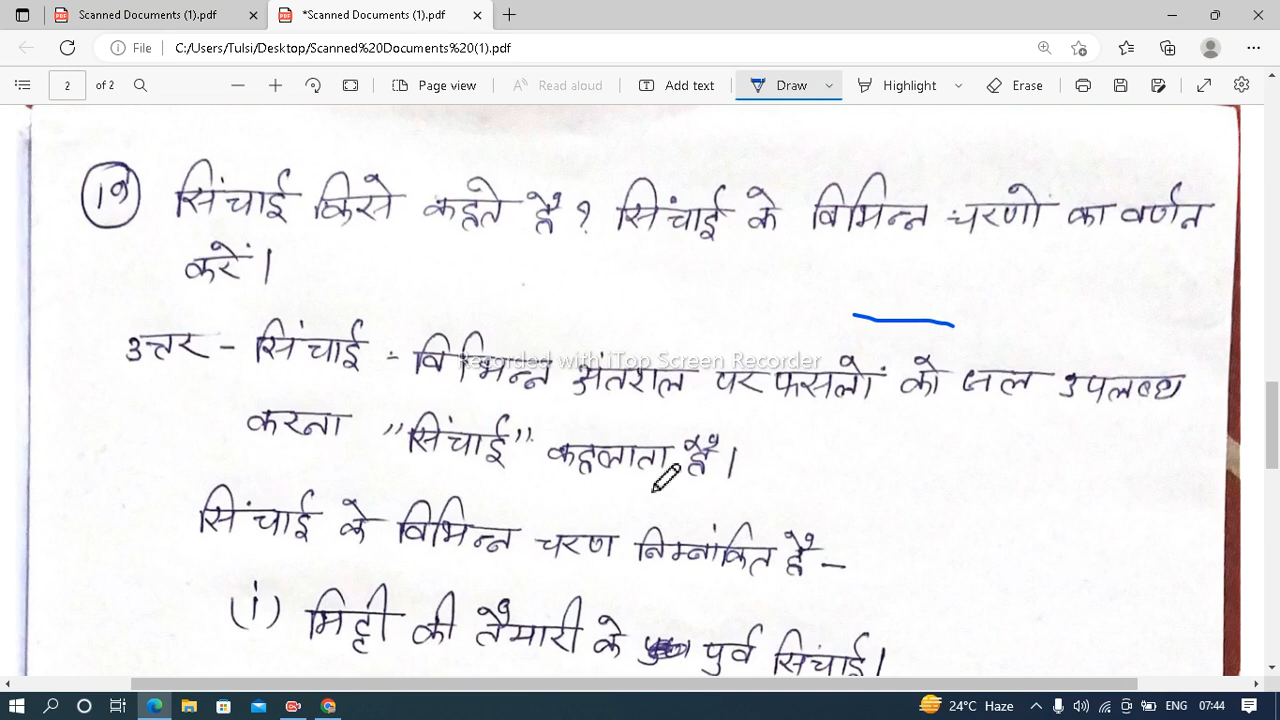 Scanned Documents (1).pdf
*Scanned Documents (1).pdf
File
C:/Users/Tulsi/Desktop/Scanned%20Documents%20(1).pdf
2 of 2
Page view
Read aloud
Add text
Draw
Highlight
Erase
19 सिंचाई किसे कहते है? सिंचाई के विभिन्न चरणों का वर्णन
करें।
उत्तर - सिंचाई :- विभिन्न अंतराल पर फसलों को जल उपलब्ध
Recorded with iTop Screen Recorder
करना "सिंचाई" कहलाता है।
सिंचाई के विभिन्न चरण निम्नांकित है -
(i) मिट्टी की तैयारी के पुर्व सिंचाई।
24°C Haze
ENG
07:44